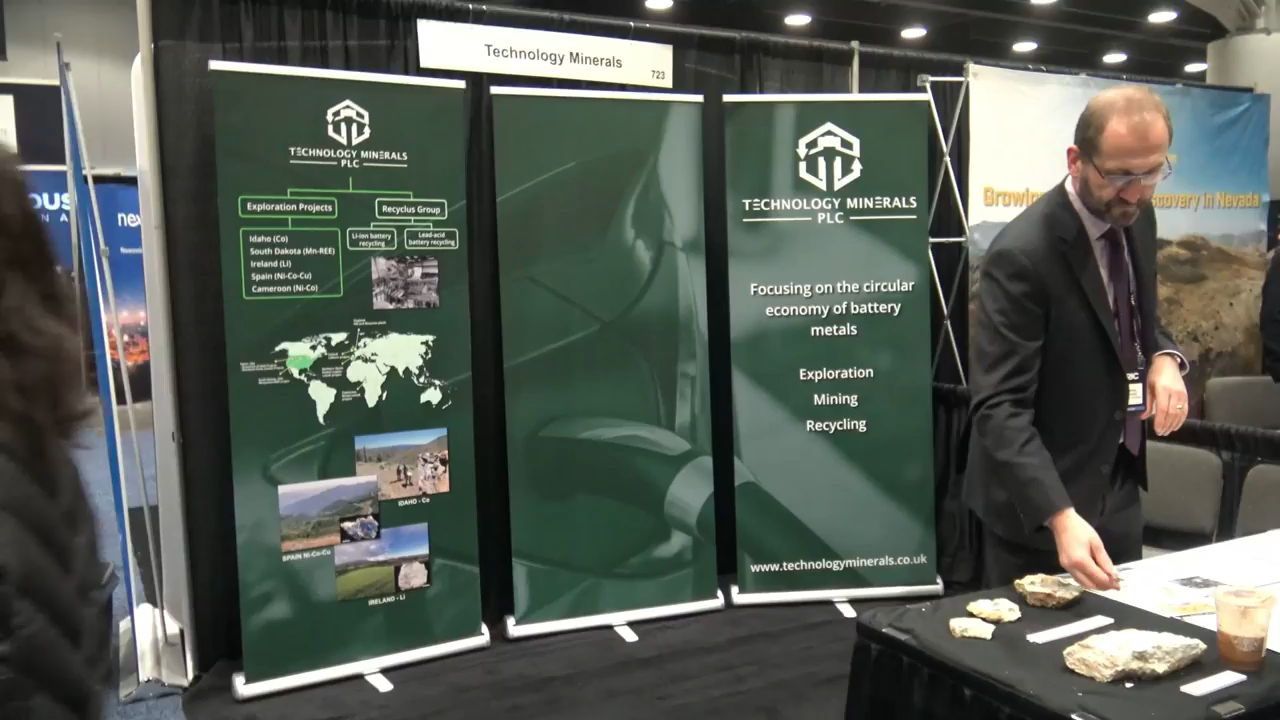 Technology Minerals
723
TECHNOLOGY MINERALS
PLC
Exploration Projects
Recyclus Group
Idaho (Co)
South Dakota (Mn-REE)
Ireland (Li)
Spain (Ni-Co-Cu)
Cameroon (Ni-Co)
Li-ion battery
recycling
Lead-acid
battery recycling
IDAHO - Co
SPAIN Ni-Co-Cu
IRELAND - Li
TECHNOLOGY MINERALS
PLC
Focusing on the circular
economy of battery
metals
Exploration
Mining
Recycling
www.technologyminerals.co.uk
in Nevada